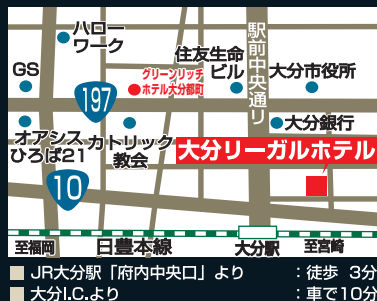 ハロー
ワーク
駅前中央通り
住友生命
ビル
GS
グリーンリッチ
ホテル大分都町
大分市役所
197
オアシス
ひろば21
カトリック
教会
大分銀行
大分リーガルホテル
10
至福岡
日豊本線
大分駅
至宮崎
JR大分駅「府内中央口」より ：徒歩 3分
大分I.C.より ：車で10分